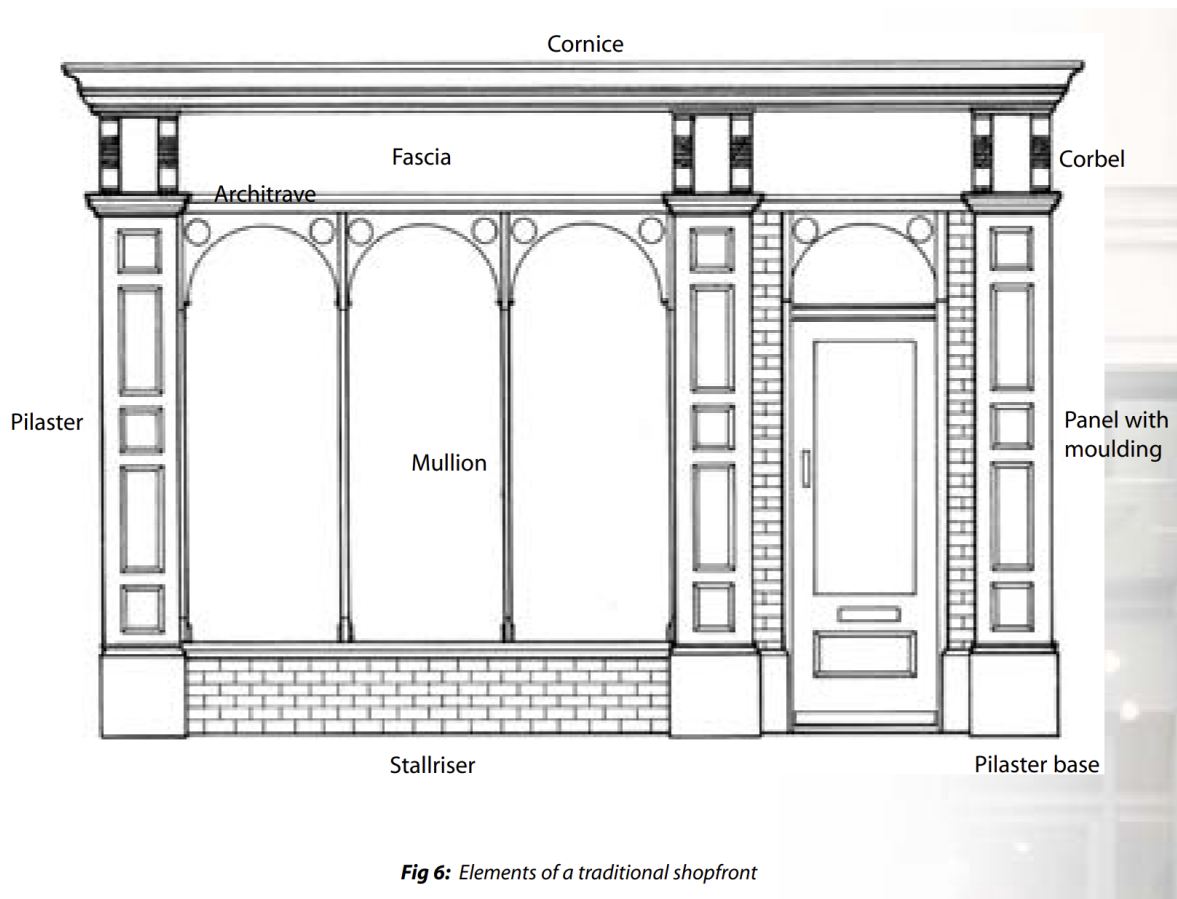 Cornice
Fascia
Corbel
Architrave
Pilaster
Panel with
moulding
Mullion
Stallriser
Pilaster base
Fig 6: Elements of a traditional shopfront